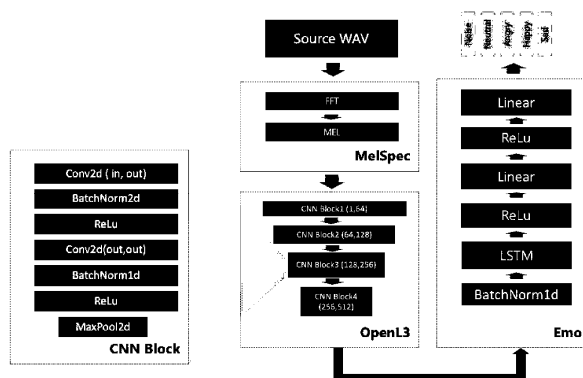 Source WAV
FFT
MEL
MelSpec
CNN Block1 (1,64)
CNN Block2 (64,128)
CNN Block3 (128,256)
CNN Block4
(256,512)
OpenL3
Conv2d ( in, out)
BatchNorm2d
ReLu
Conv2d(out,out)
BatchNorm1d
ReLu
MaxPool2d
CNN Block
Noise
Neutral
Angry
Happy
Sad
Linear
ReLu
Linear
ReLu
LSTM
BatchNorm1d
Emo